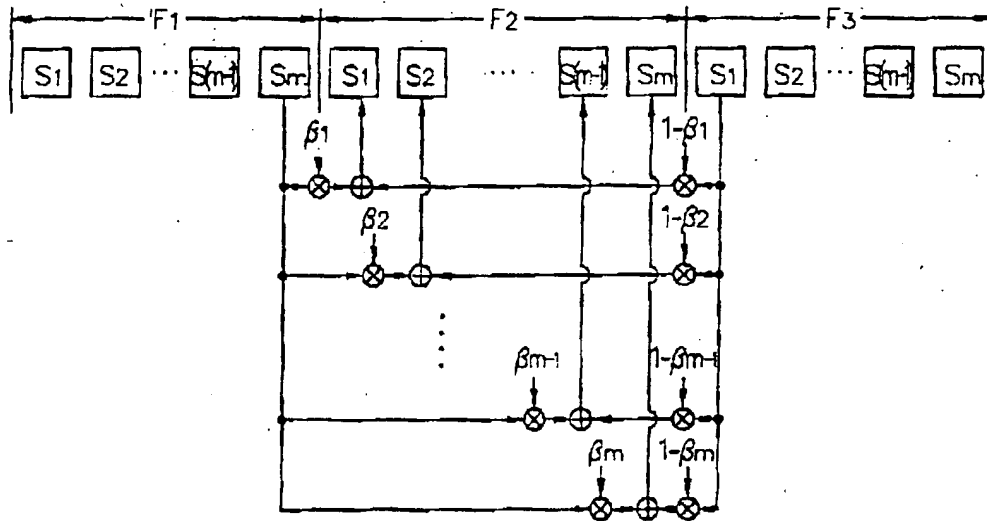 F1 F2 F3
S1 S2 ... S(m-1) Sm S1 S2 .... S(m-1) Sm S1 S2 ... S(m-1) Sm
β1 1-β1
β2 1-β2
βm-1 1-βm-1
βm 1-βm